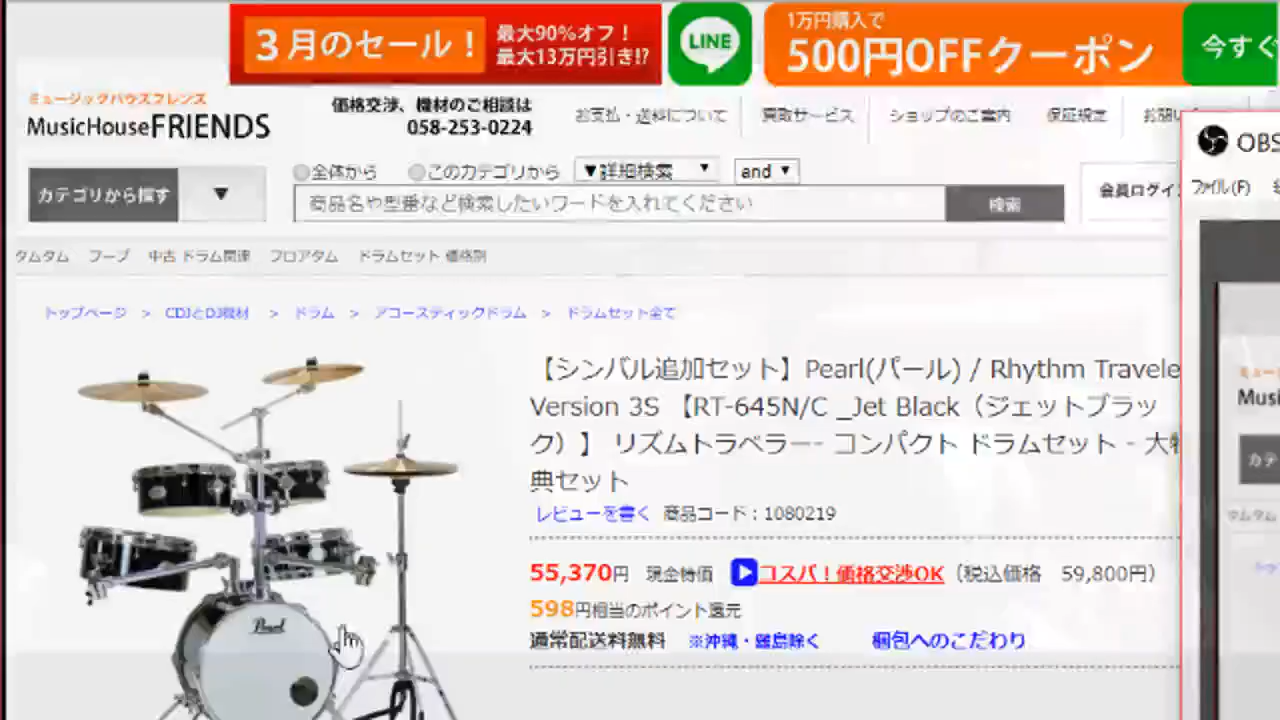 3月のセール！
最大90%オフ！
最大13万円引き!?
LINE
1万円購入で
500円OFFクーポン
今すぐ
ミュージックハウスフレンズ
MusicHouseFRIENDS
価格交渉、機材のご相談は
058-253-0224
お支払・送料について
買取サービス
ショップのご案内
保証規定
お問い
OBS
ファイル(F)
カテゴリから探す ▼
全体から このカテゴリから ▼詳細検索 ▼ and ▼
商品名や型番など検索したいワードを入れてください 検索
会員ログイン
タムタム フープ 中古 ドラム関連 フロアタム ドラムセット 価格別
トップページ > CDJとDJ機材 > ドラム > アコースティックドラム > ドラムセット全て
【シンバル追加セット】Pearl(パール) / Rhythm Travele
Version 3S 【RT-645N/C _Jet Black（ジェットブラッ
ク）】 リズムトラベラー- コンパクト ドラムセット - 大特
典セット
レビューを書く 商品コード：1080219
55,370円 現金特価 コスパ！価格交渉OK（税込価格 59,800円）
598円相当のポイント還元
通常配送料無料 ※沖縄・離島除く 梱包へのこだわり
Pearl
Musi
カテ
タムタム